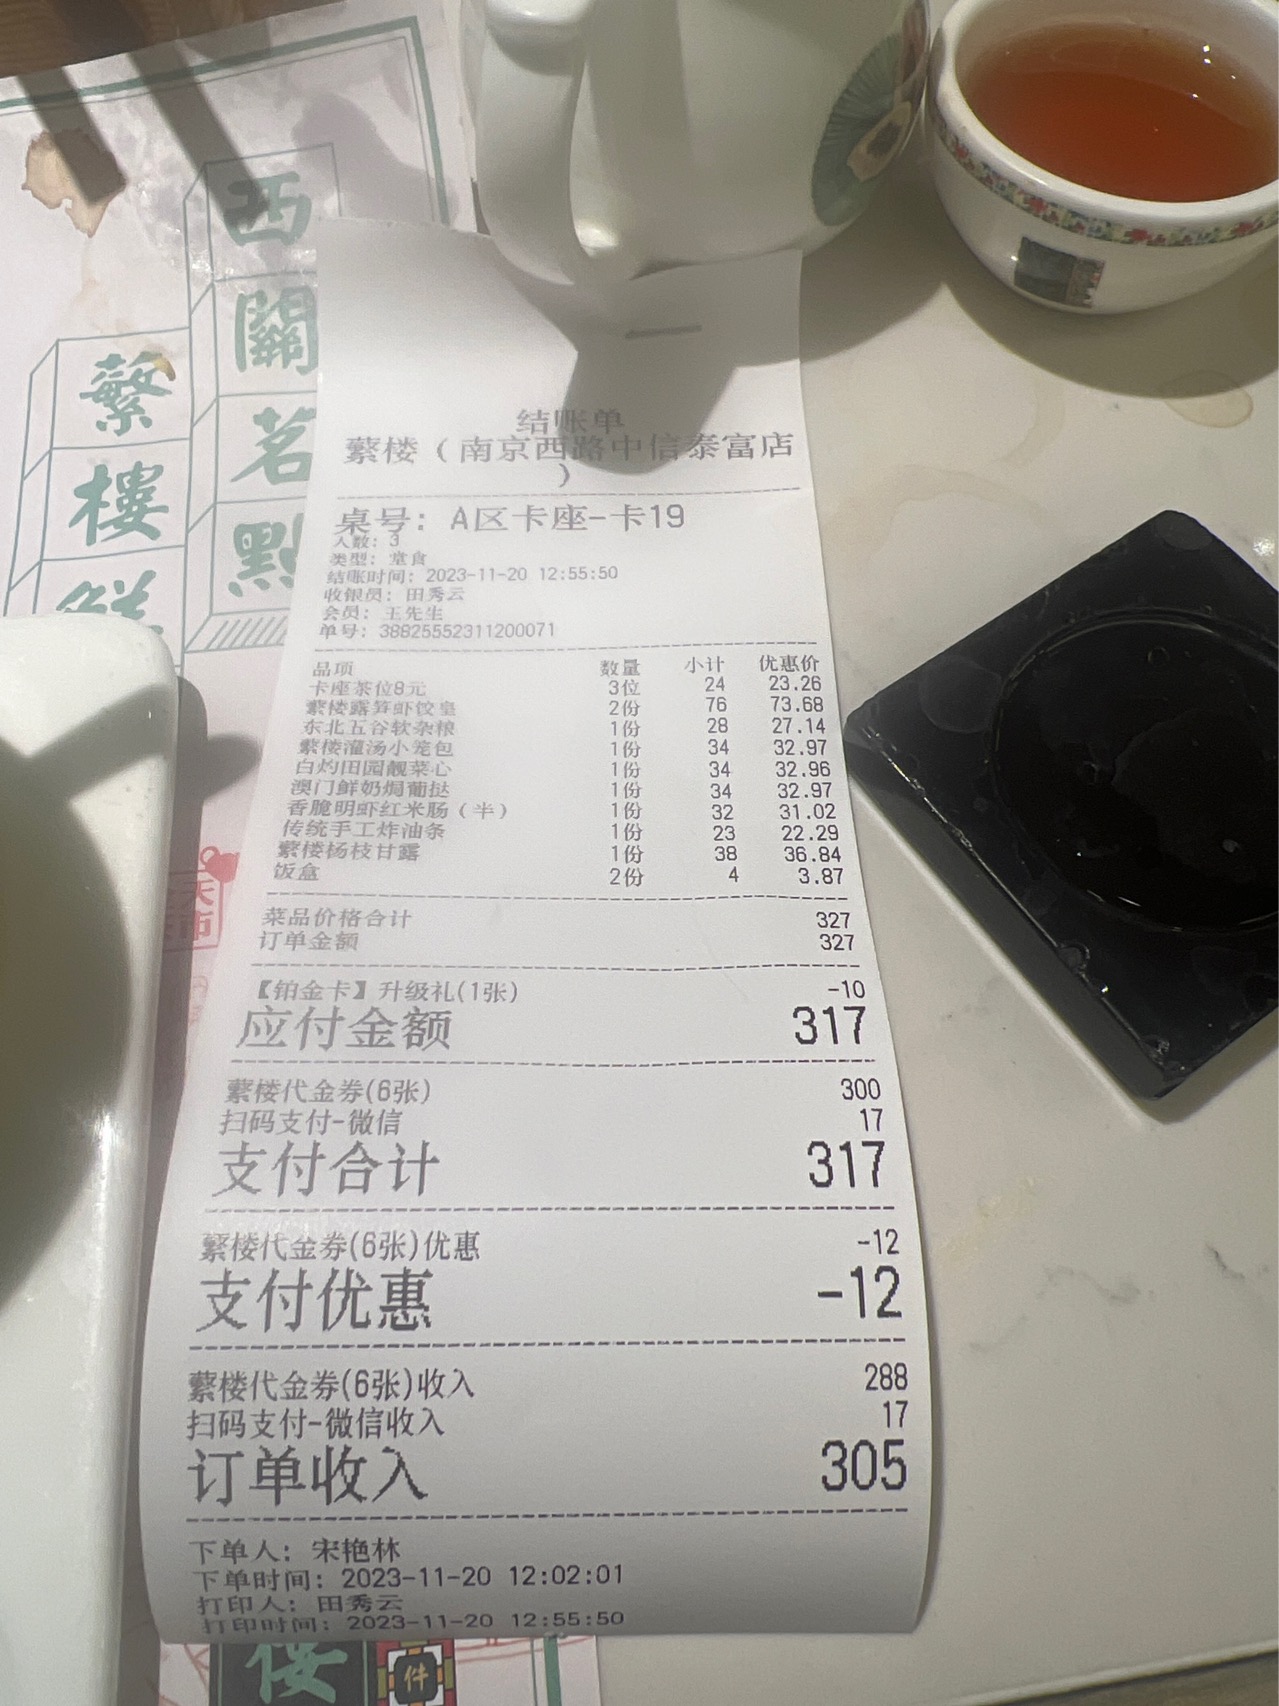 西
關
茗
點
繫
樓
结账单
蘩楼（南京西路中信泰富店
）
桌号: A区卡座-卡19
人数: 3
类型: 堂食
结账时间: 2023-11-20 12:55:50
收银员: 田秀云
会员: 王先生
单号: 38825552311200071
品项 数量 小计 优惠价
卡座茶位8元 3位 24 23.26
蘩楼露笋虾饺皇 2份 76 73.68
东北五谷软杂粮 1份 28 27.14
蘩楼溜汤小笼包 1份 34 32.97
白灼田园靓菜心 1份 34 32.96
澳门鲜奶焗葡挞 1份 34 32.97
香脆明虾红米肠（半） 1份 32 31.02
传统手工炸油条 1份 23 22.29
蘩楼杨枝甘露 1份 38 36.84
饭盒 2份 4 3.87
菜品价格合计 327
订单金额 327
【铂金卡】升级礼(1张) -10
应付金额 317
蘩楼代金券(6张) 300
扫码支付-微信 17
支付合计 317
蘩楼代金券(6张)优惠 -12
支付优惠 -12
蘩楼代金券(6张)收入 288
扫码支付-微信收入 17
订单收入 305
下单人: 宋艳林
下单时间: 2023-11-20 12:02:01
打印人: 田秀云
打印时间: 2023-11-20 12:55:50
件